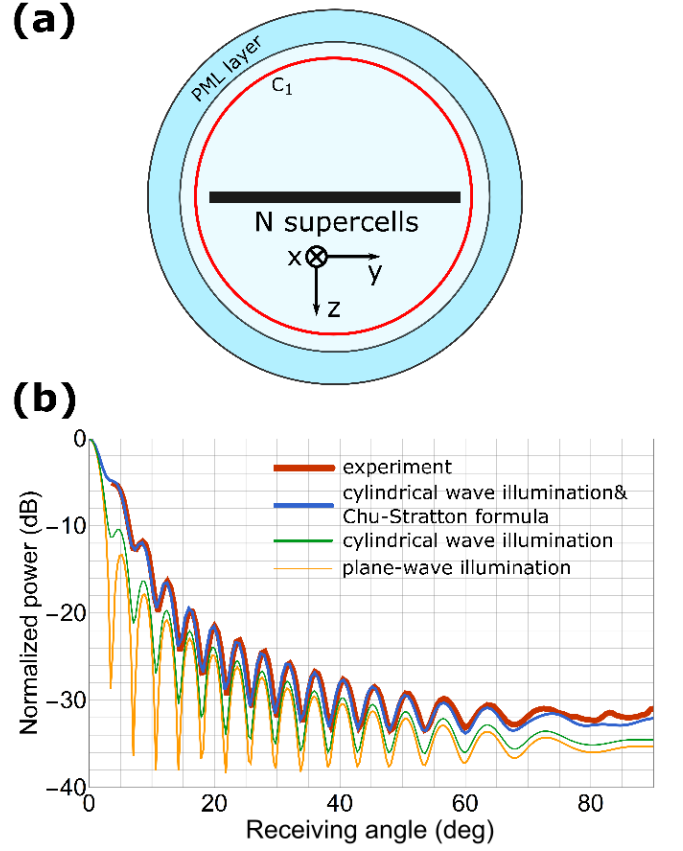 (a)
PML layer
C1
N supercells
x
y
z
(b)
0
−10
−20
−30
−40
Normalized power (dB)
experiment
cylindrical wave illumination&
Chu-Stratton formula
cylindrical wave illumination
plane-wave illumination
0 20 40 60 80
Receiving angle (deg)